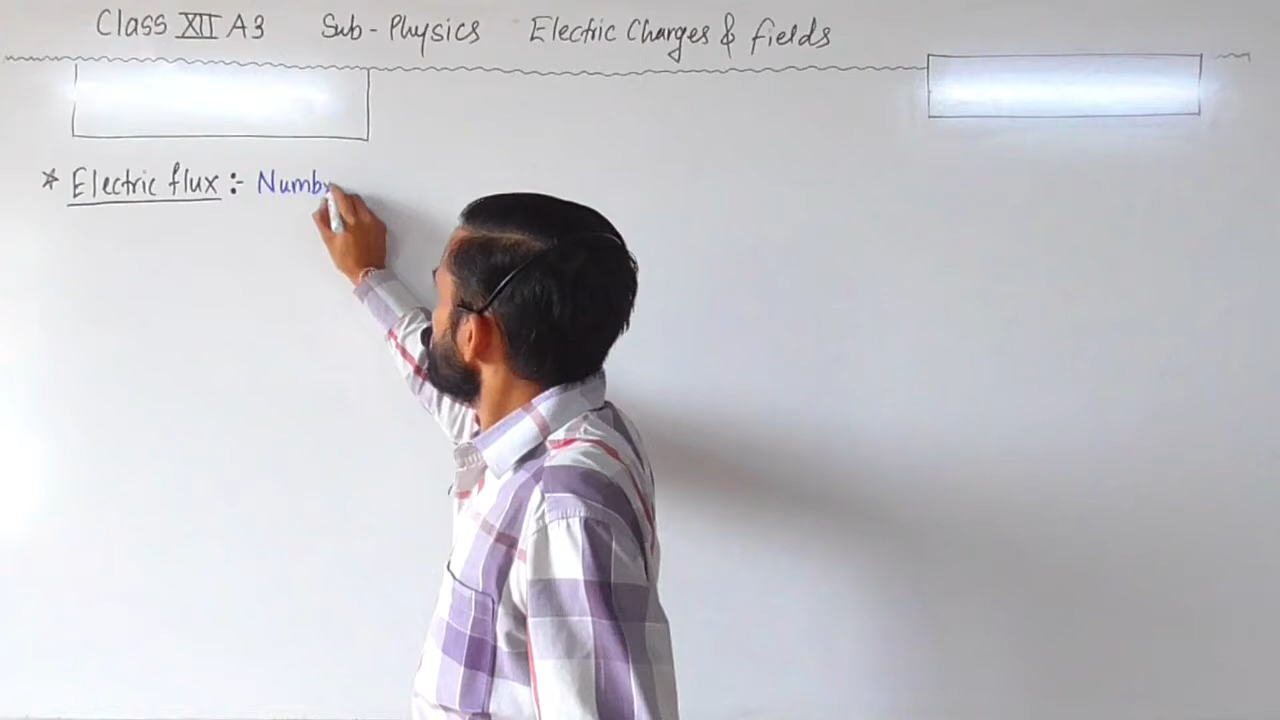 Class XII A3 Sub - Physics Electric Charges & fields
* Electric flux :- Numb